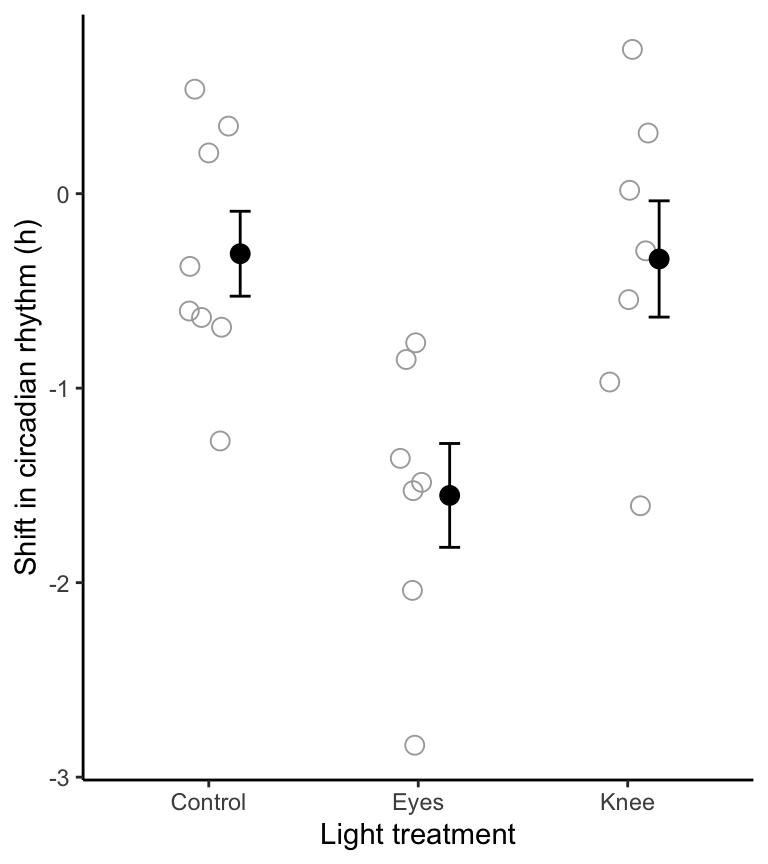 Shift in circadian rhythm (h)
0
-1
-2
-3
Control Eyes Knee
Light treatment